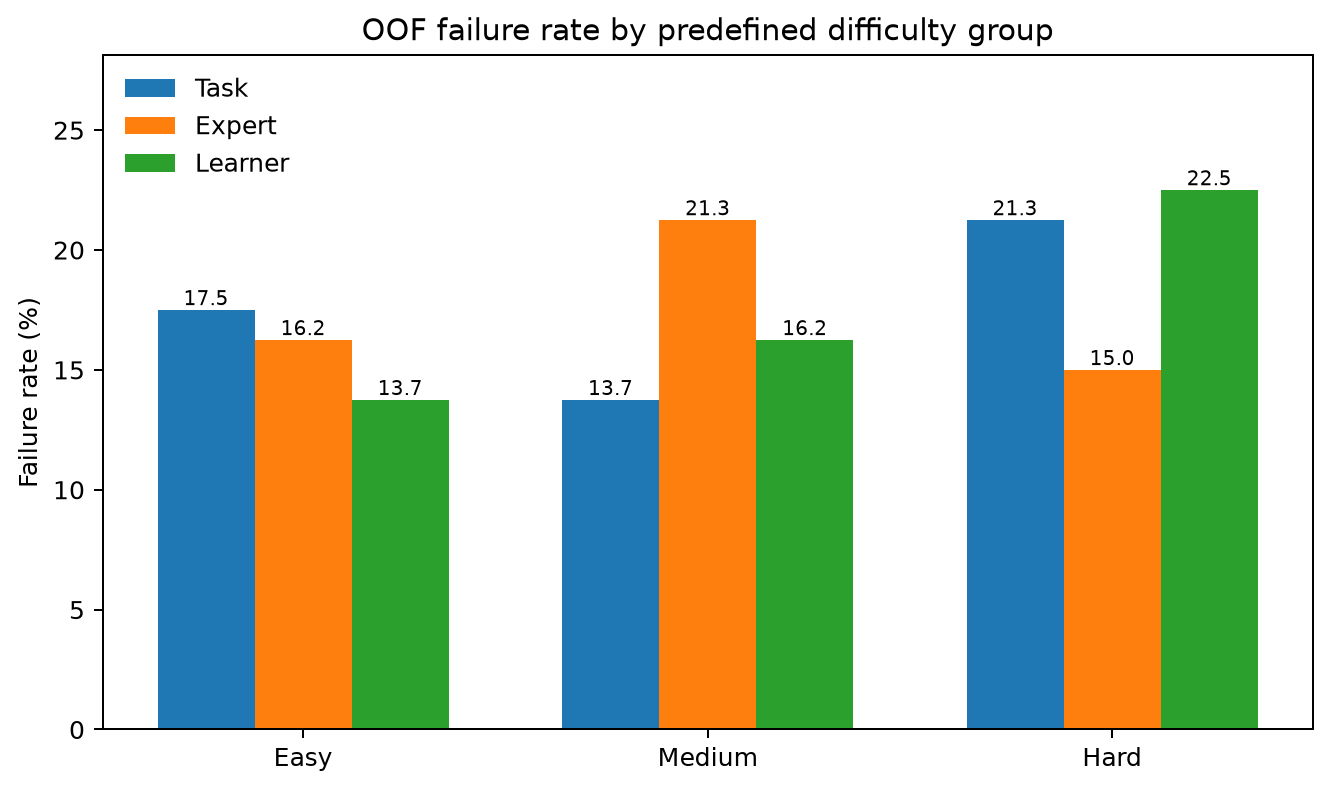 OOF failure rate by predefined difficulty group
Task
Expert
Learner
Failure rate (%)
25
20
15
10
5
0
17.5
16.2
13.7
13.7
21.3
16.2
21.3
15.0
22.5
Easy
Medium
Hard